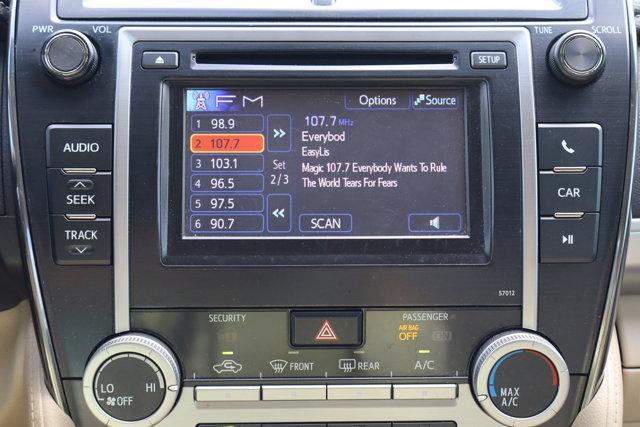 PWR
VOL
TUNE
SCROLL
SETUP
FM
Options
Source
1 98.9
2 107.7
3 103.1
4 96.5
5 97.5
6 90.7
Set
2/3
107.7 MHz
Everybod
EasyLis
Magic 107.7 Everybody Wants To Rule
The World Tears For Fears
SCAN
AUDIO
SEEK
TRACK
CAR
57012
SECURITY
PASSENGER
AIR BAG
OFF
ON
FRONT
REAR
A/C
LO
HI
OFF
MAX
A/C